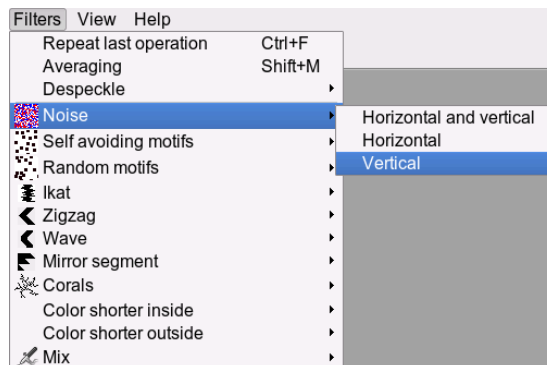 Filters View Help
Repeat last operation Ctrl+F
Averaging Shift+M
Despeckle
Noise
Horizontal and vertical
Self avoiding motifs
Horizontal
Random motifs
Vertical
Ikat
Zigzag
Wave
Mirror segment
Corals
Color shorter inside
Color shorter outside
Mix